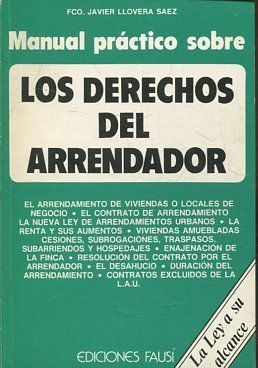 FCO. JAVIER LLOVERA SAEZ
Manual práctico sobre
LOS DERECHOS
DEL
ARRENDADOR
EL ARRENDAMIENTO DE VIVIENDAS O LOCALES DE
NEGOCIO • EL CONTRATO DE ARRENDAMIENTO
LA NUEVA LEY DE ARRENDAMIENTOS URBANOS • LA
RENTA Y SUS AUMENTOS • VIVIENDAS AMUEBLADAS
CESIONES, SUBROGACIONES, TRASPASOS,
SUBARRIENDOS Y HOSPEDAJES • ENAJENACION DE
LA FINCA • RESOLUCIÓN DEL CONTRATO POR EL
ARRENDADOR • EL DESAHUCIO • DURACIÓN DEL
ARRENDAMIENTO • CONTRATOS EXCLUIDOS DE LA
L.A.U.
La Ley a su
alcance
EDICIONES FAUSÍ